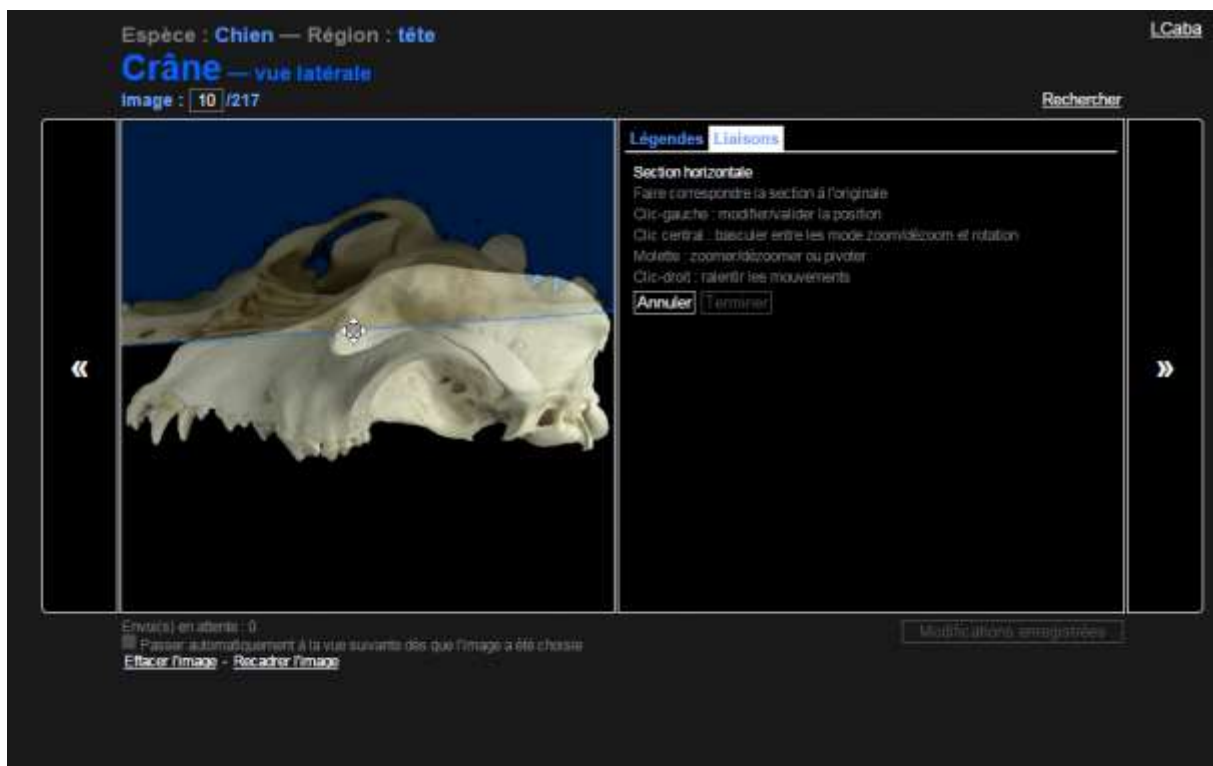 Espèce : Chien — Région : tête
LCaba
Crâne — vue latérale
Image : 10 /217
Rechercher
Légendes Liaisons
Section horizontale
Faire correspondre la section à l'originale
Clic-gauche : modifier/valider la position
Clic central : basculer entre les mode zoom/dézoom et rotation
Molette : zoomer/dézoomer ou pivoter
Clic-droit : ralentir les mouvements
Annuler Terminer
«
»
Envoi(s) en attente : 0
Modifications enregistrées
Passer automatiquement à la vue suivante dès que l'image a été choisie
Effacer l'image - Recadrer l'image